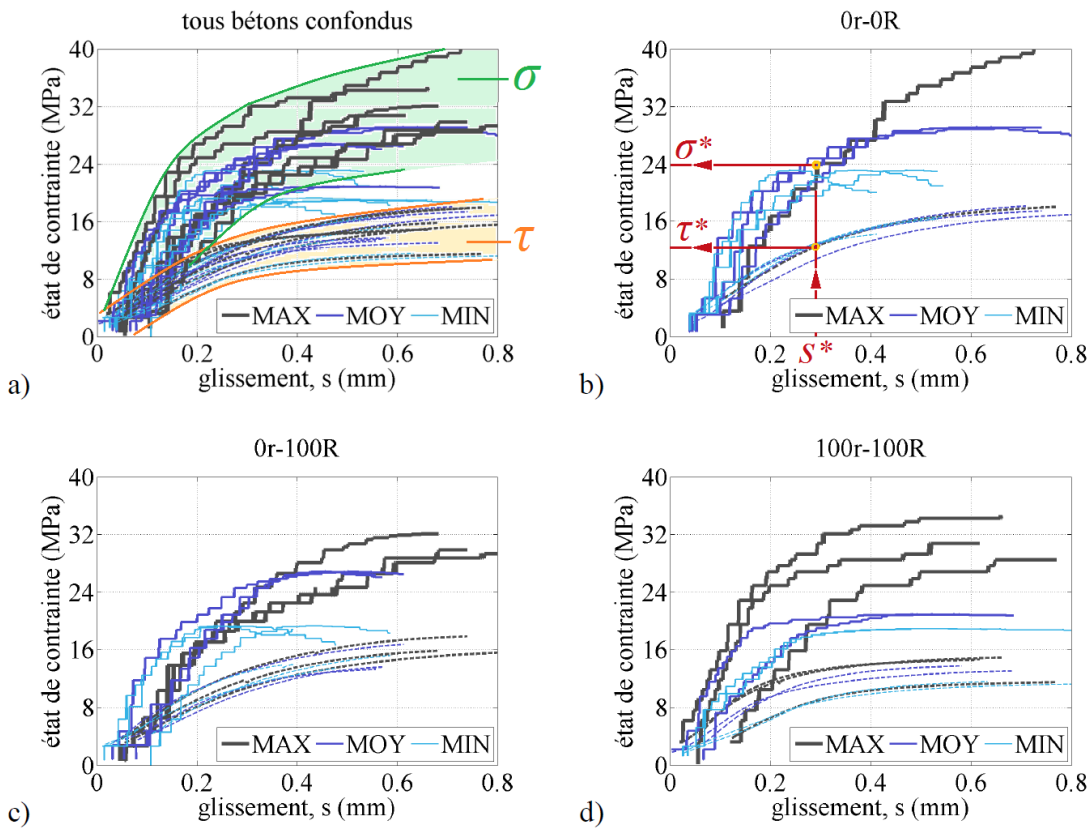 tous bétons confondus
état de contrainte (MPa)
40
32
24
16
8
0
σ
τ
MAX MOY MIN
0 0.2 0.4 0.6 0.8
glissement, s (mm)
a)
0r-0R
état de contrainte (MPa)
40
32
24
16
8
0
σ*
τ*
MAX MOY MIN
0 0.2 0.4 0.6 0.8
s*
glissement, s (mm)
b)
0r-100R
état de contrainte (MPa)
40
32
24
16
8
0
MAX MOY MIN
0 0.2 0.4 0.6 0.8
glissement, s (mm)
c)
100r-100R
état de contrainte (MPa)
40
32
24
16
8
0
MAX MOY MIN
0 0.2 0.4 0.6 0.8
glissement, s (mm)
d)